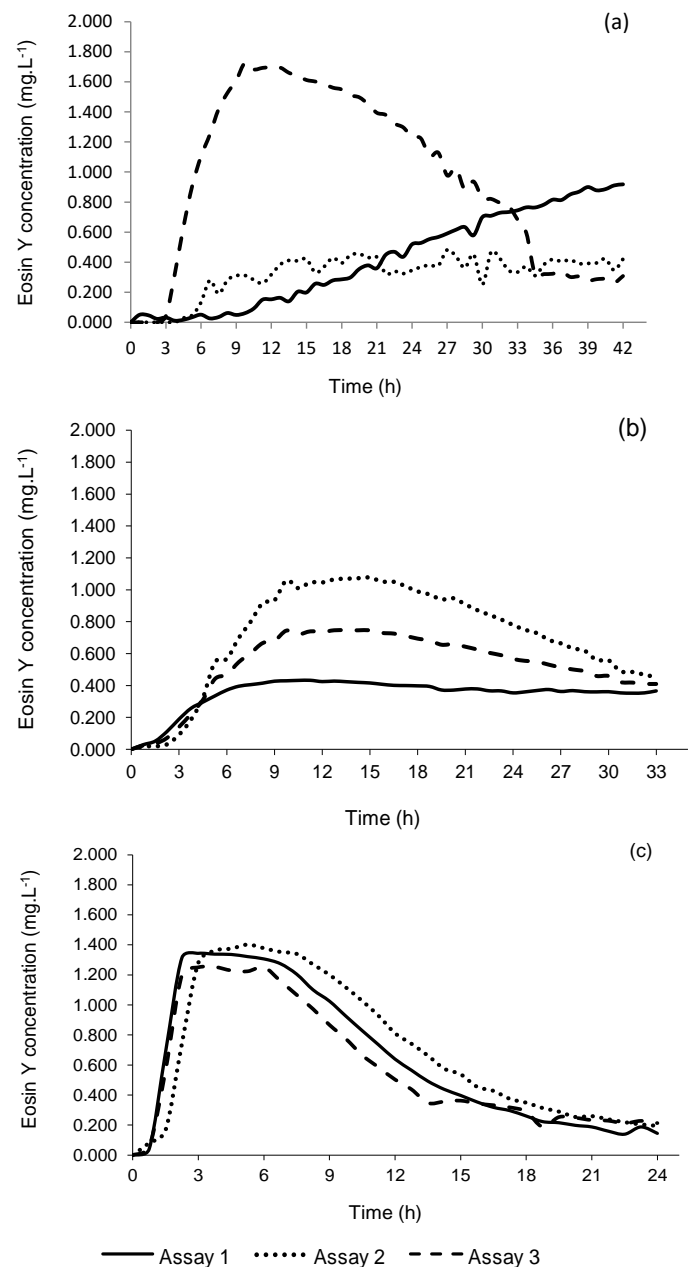 (a)
Eosin Y concentration (mg.L-1)
2.000
1.800
1.600
1.400
1.200
1.000
0.800
0.600
0.400
0.200
0.000
0 3 6 9 12 15 18 21 24 27 30 33 36 39 42
Time (h)
(b)
Eosin Y concentration (mg.L-1)
2.000
1.800
1.600
1.400
1.200
1.000
0.800
0.600
0.400
0.200
0.000
0 3 6 9 12 15 18 21 24 27 30 33
Time (h)
(c)
Eosin Y concentration (mg.L-1)
2.000
1.800
1.600
1.400
1.200
1.000
0.800
0.600
0.400
0.200
0.000
0 3 6 9 12 15 18 21 24
Time (h)
Assay 1 Assay 2 Assay 3